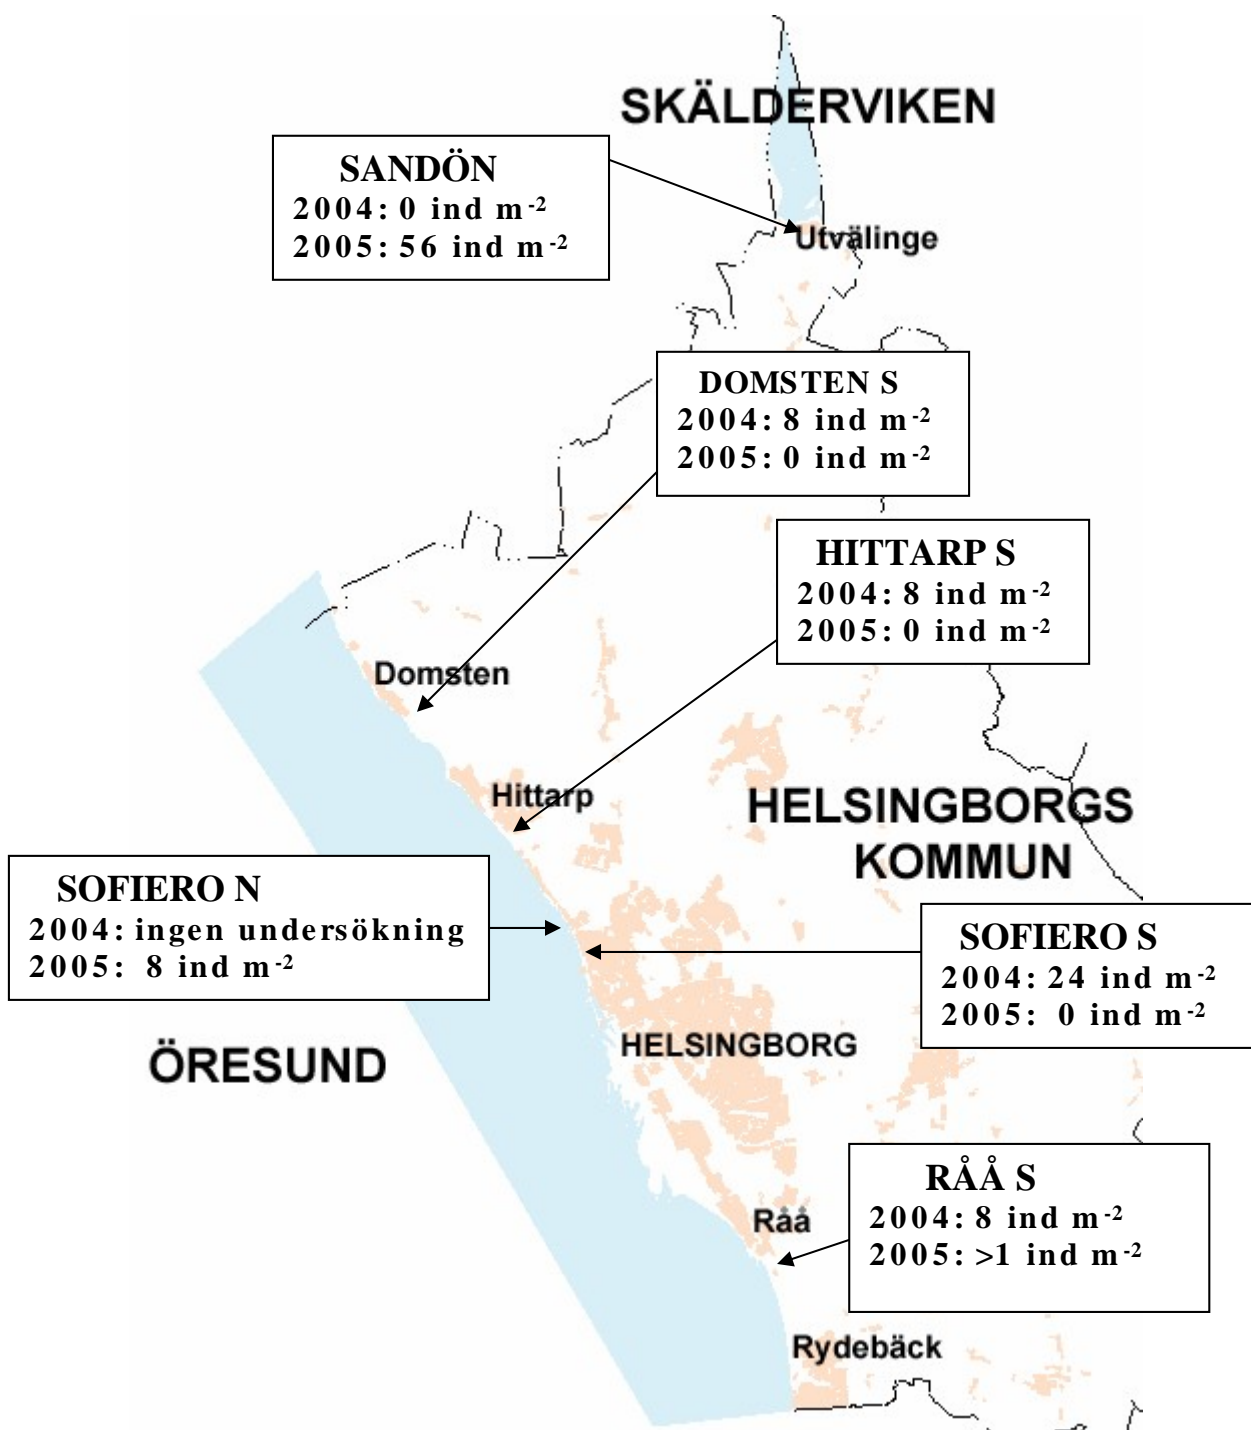 SKÄLDERVIKEN
SANDÖN
2004: 0 ind m-2
2005: 56 ind m-2
Utvälinge
DOMSTEN S
2004: 8 ind m-2
2005: 0 ind m-2
HITTARP S
2004: 8 ind m-2
2005: 0 ind m-2
Domsten
Hittarp
HELSINGBORGS
KOMMUN
SOFIERO N
2004: ingen undersökning
2005: 8 ind m-2
SOFIERO S
2004: 24 ind m-2
2005: 0 ind m-2
HELSINGBORG
ÖRESUND
RÅÅ S
2004: 8 ind m-2
2005: >1 ind m-2
Råå
Rydebäck